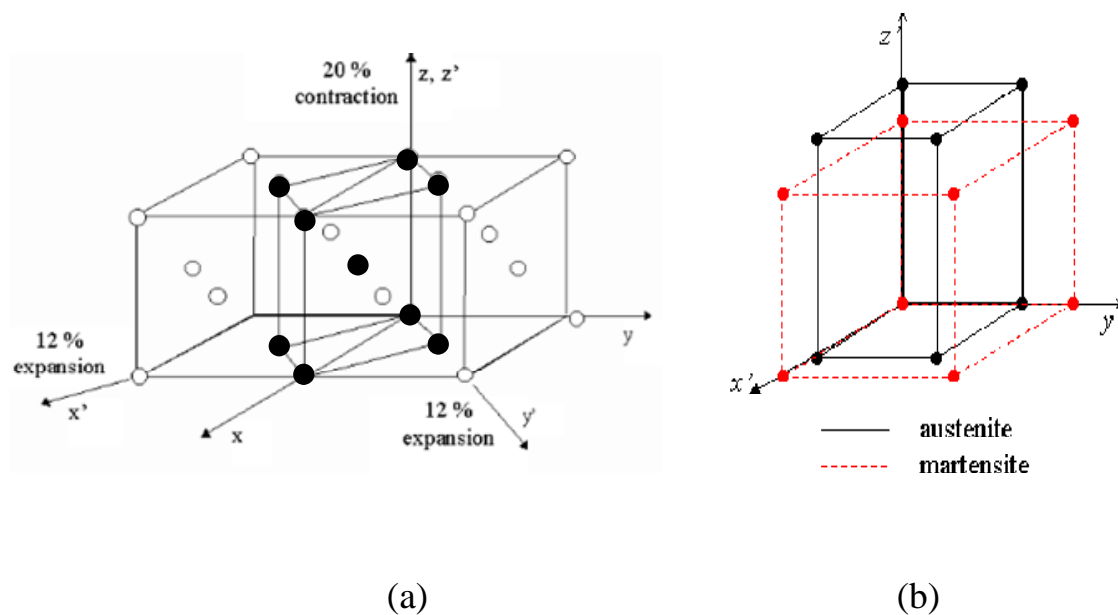 20 %
contraction
z, z'
12 %
expansion
x'
x
12 %
expansion
y'
y
z'
y'
x'
austenite
martensite
(a)
(b)